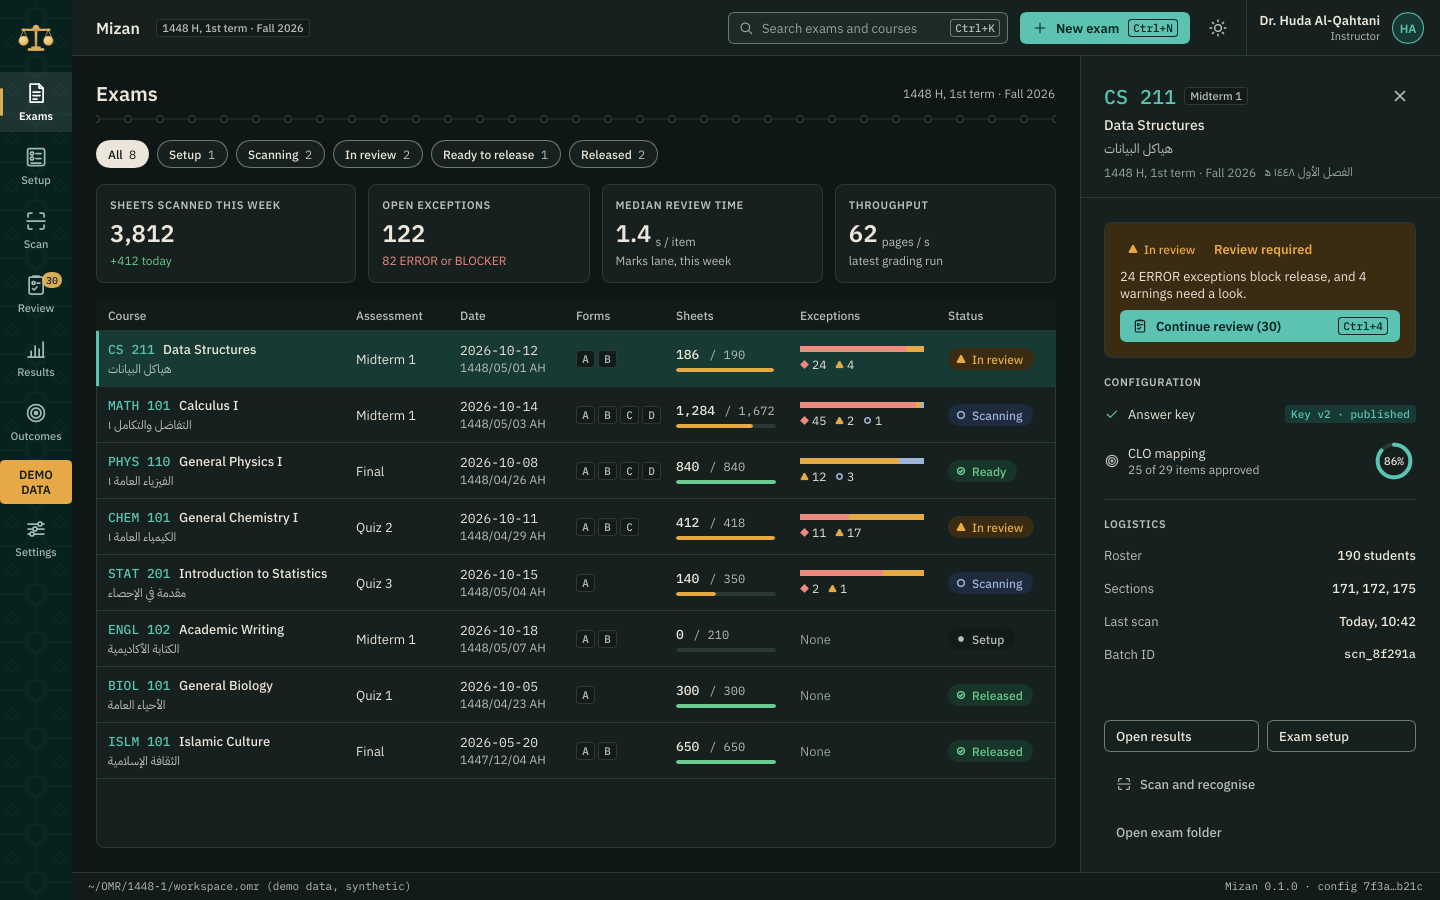 Mizan
1448 H, 1st term · Fall 2026
Search exams and courses
Ctrl+K
New exam
Ctrl+N
Dr. Huda Al-Qahtani
Instructor
HA
Exams
Setup
Scan
30
Review
Results
Outcomes
DEMO
DATA
Settings
Exams
1448 H, 1st term · Fall 2026
All 8
Setup 1
Scanning 2
In review 2
Ready to release 1
Released 2
SHEETS SCANNED THIS WEEK
3,812
+412 today
OPEN EXCEPTIONS
122
82 ERROR or BLOCKER
MEDIAN REVIEW TIME
1.4 s / item
Marks lane, this week
THROUGHPUT
62 pages / s
latest grading run
Course Assessment Date Forms Sheets Exceptions Status
CS 211 Data Structures
هياكل البيانات
Midterm 1
2026-10-12
1448/05/01 AH
A B
186 / 190
24 4
In review
MATH 101 Calculus I
التفاضل والتكامل ١
Midterm 1
2026-10-14
1448/05/03 AH
A B C D
1,284 / 1,672
45 2 1
Scanning
PHYS 110 General Physics I
الفيزياء العامة ١
Final
2026-10-08
1448/04/26 AH
A B C D
840 / 840
12 3
Ready
CHEM 101 General Chemistry I
الكيمياء العامة ١
Quiz 2
2026-10-11
1448/04/29 AH
A B C
412 / 418
11 17
In review
STAT 201 Introduction to Statistics
مقدمة في الإحصاء
Quiz 3
2026-10-15
1448/05/04 AH
A
140 / 350
2 1
Scanning
ENGL 102 Academic Writing
الكتابة الأكاديمية
Midterm 1
2026-10-18
1448/05/07 AH
A B
0 / 210
None
Setup
BIOL 101 General Biology
الأحياء العامة
Quiz 1
2026-10-05
1448/04/23 AH
A
300 / 300
None
Released
ISLM 101 Islamic Culture
الثقافة الإسلامية
Final
2026-05-20
1447/12/04 AH
A B
650 / 650
None
Released
CS 211 Midterm 1
Data Structures
هياكل البيانات
1448 H, 1st term · Fall 2026 الفصل الأول ١٤٤٨ هـ
In review Review required
24 ERROR exceptions block release, and 4
warnings need a look.
Continue review (30) Ctrl+4
CONFIGURATION
Answer key Key v2 · published
CLO mapping
25 of 29 items approved
86%
LOGISTICS
Roster 190 students
Sections 171, 172, 175
Last scan Today, 10:42
Batch ID scn_8f291a
Open results Exam setup
Scan and recognise
Open exam folder
~/OMR/1448-1/workspace.omr (demo data, synthetic)
Mizan 0.1.0 · config 7f3a…b21c